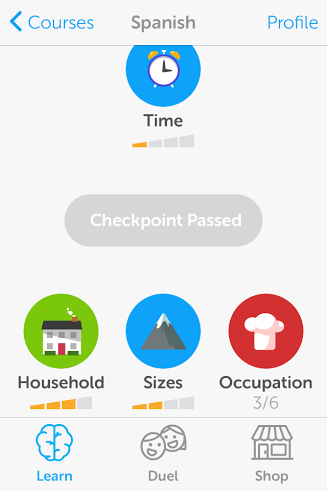 Courses
Spanish
Profile
Time
Checkpoint Passed
Household
Sizes
Occupation
3/6
Learn
Duel
Shop